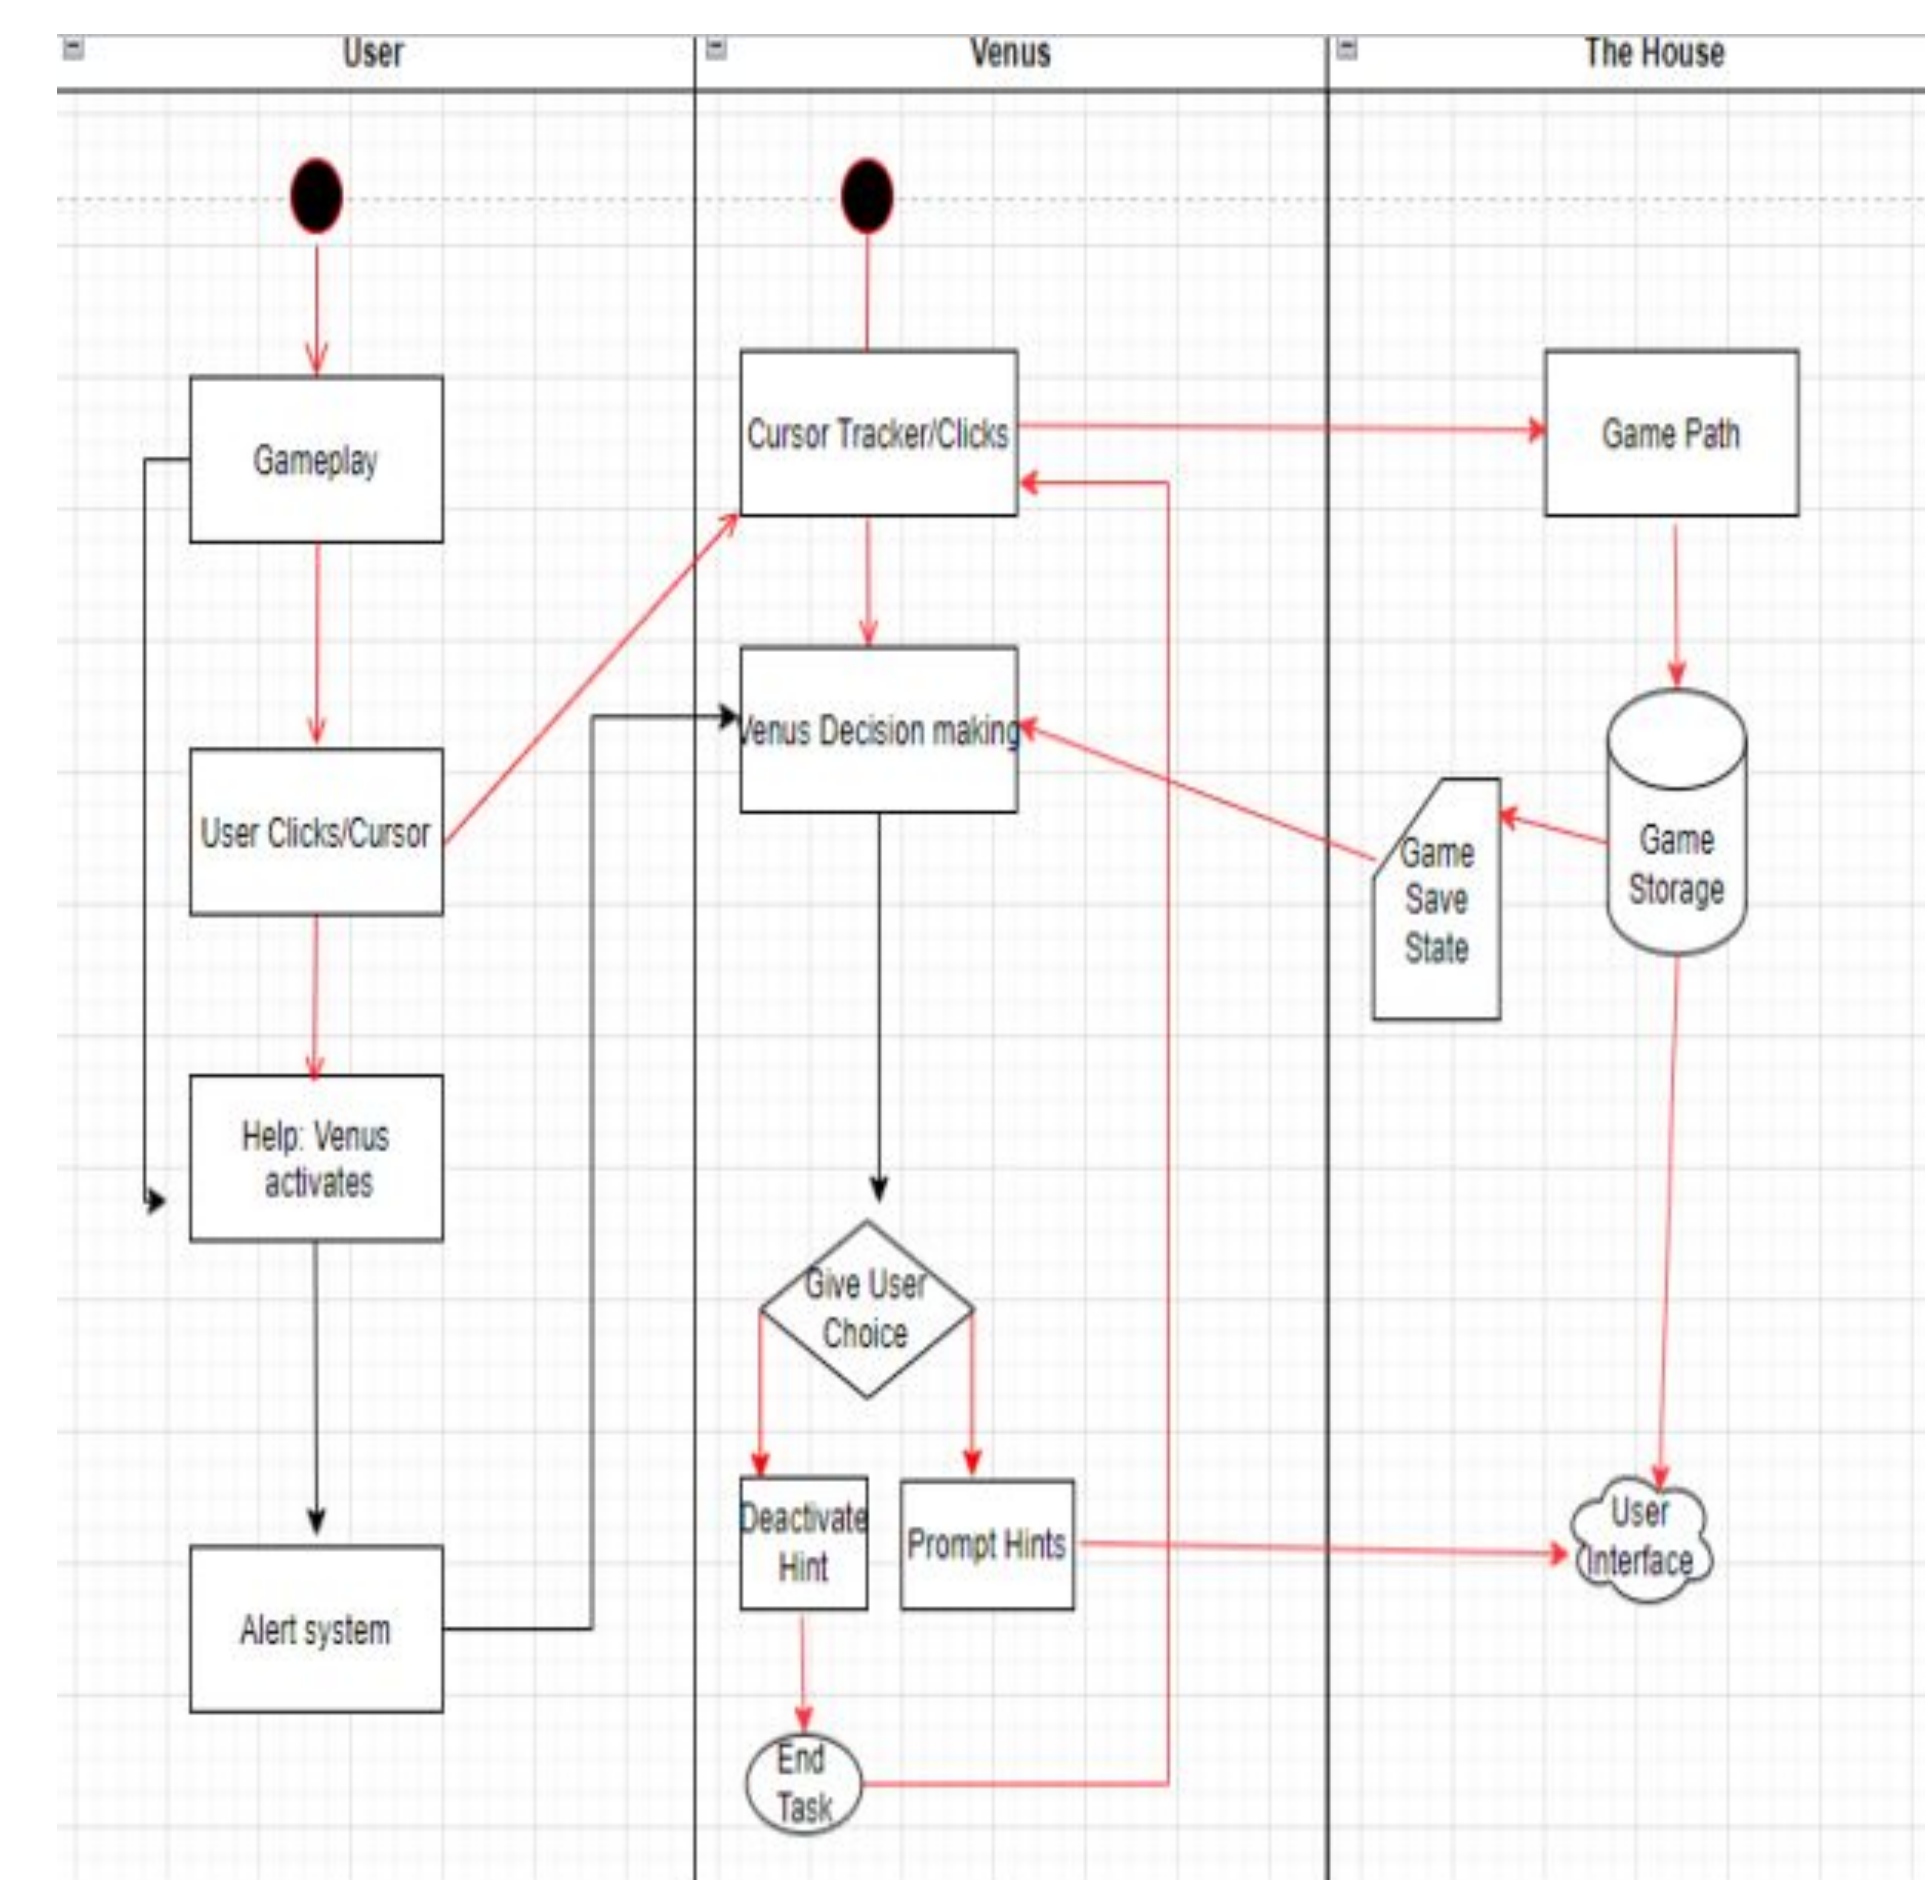 User
Venus
The House
Gameplay
Cursor Tracker/Clicks
Game Path
User Clicks/Cursor
Venus Decision making
Game
Save
State
Game
Storage
Help: Venus
activates
Give User
Choice
Deactivate
Hint
Prompt Hints
User
Interface
Alert system
End
Task